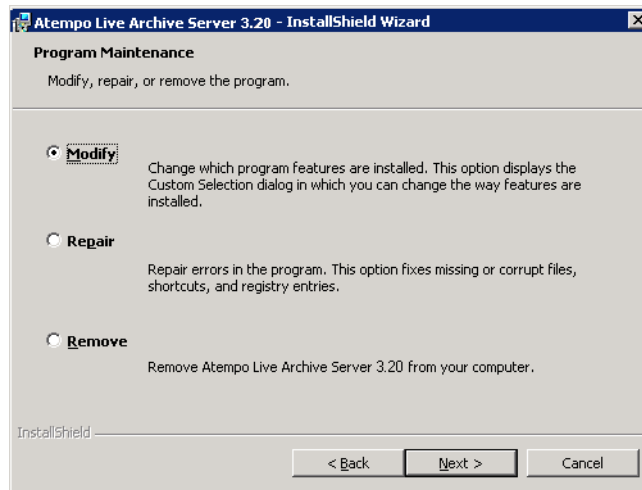 Atempo Live Archive Server 3.20 - InstallShield Wizard
Program Maintenance
Modify, repair, or remove the program.
Modify
Change which program features are installed. This option displays the
Custom Selection dialog in which you can change the way features are
installed.
Repair
Repair errors in the program. This option fixes missing or corrupt files,
shortcuts, and registry entries.
Remove
Remove Atempo Live Archive Server 3.20 from your computer.
InstallShield
< Back Next > Cancel